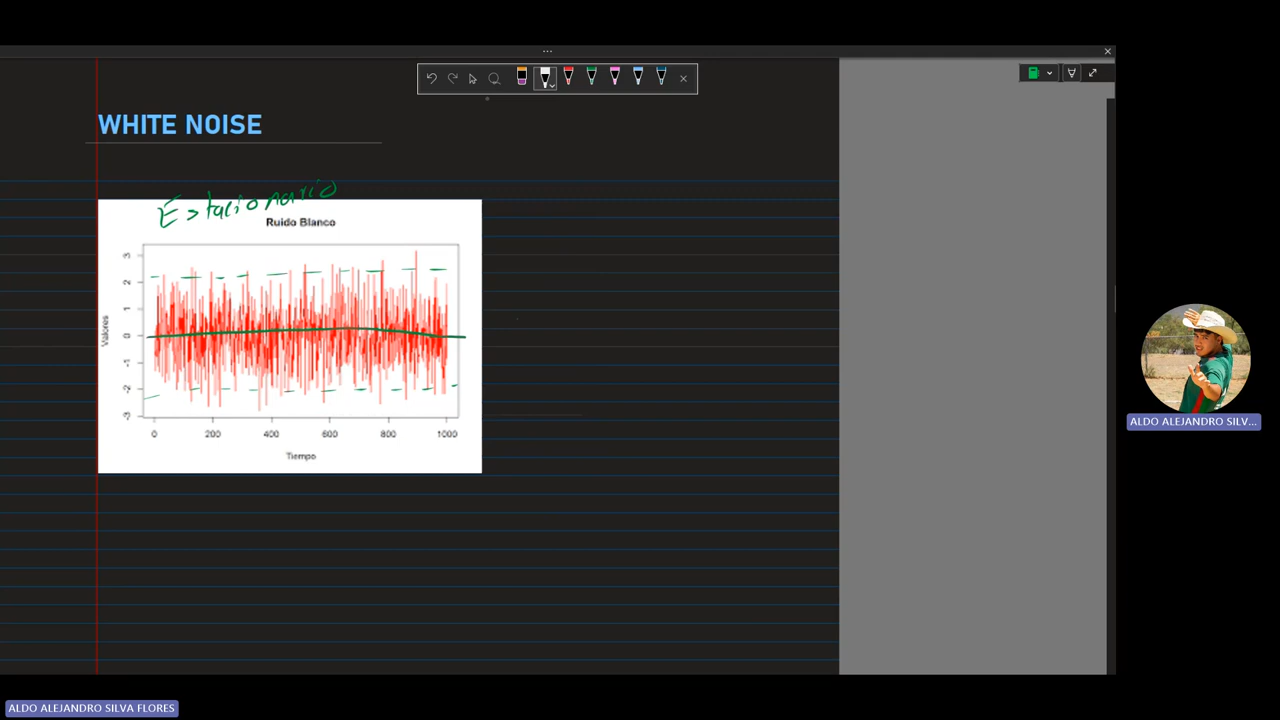 WHITE NOISE
Estacionario
Ruido Blanco
Valores
3
2
1
0
-1
-2
-3
0 200 400 600 800 1000
Tiempo
ALDO ALEJANDRO SILV...
ALDO ALEJANDRO SILVA FLORES